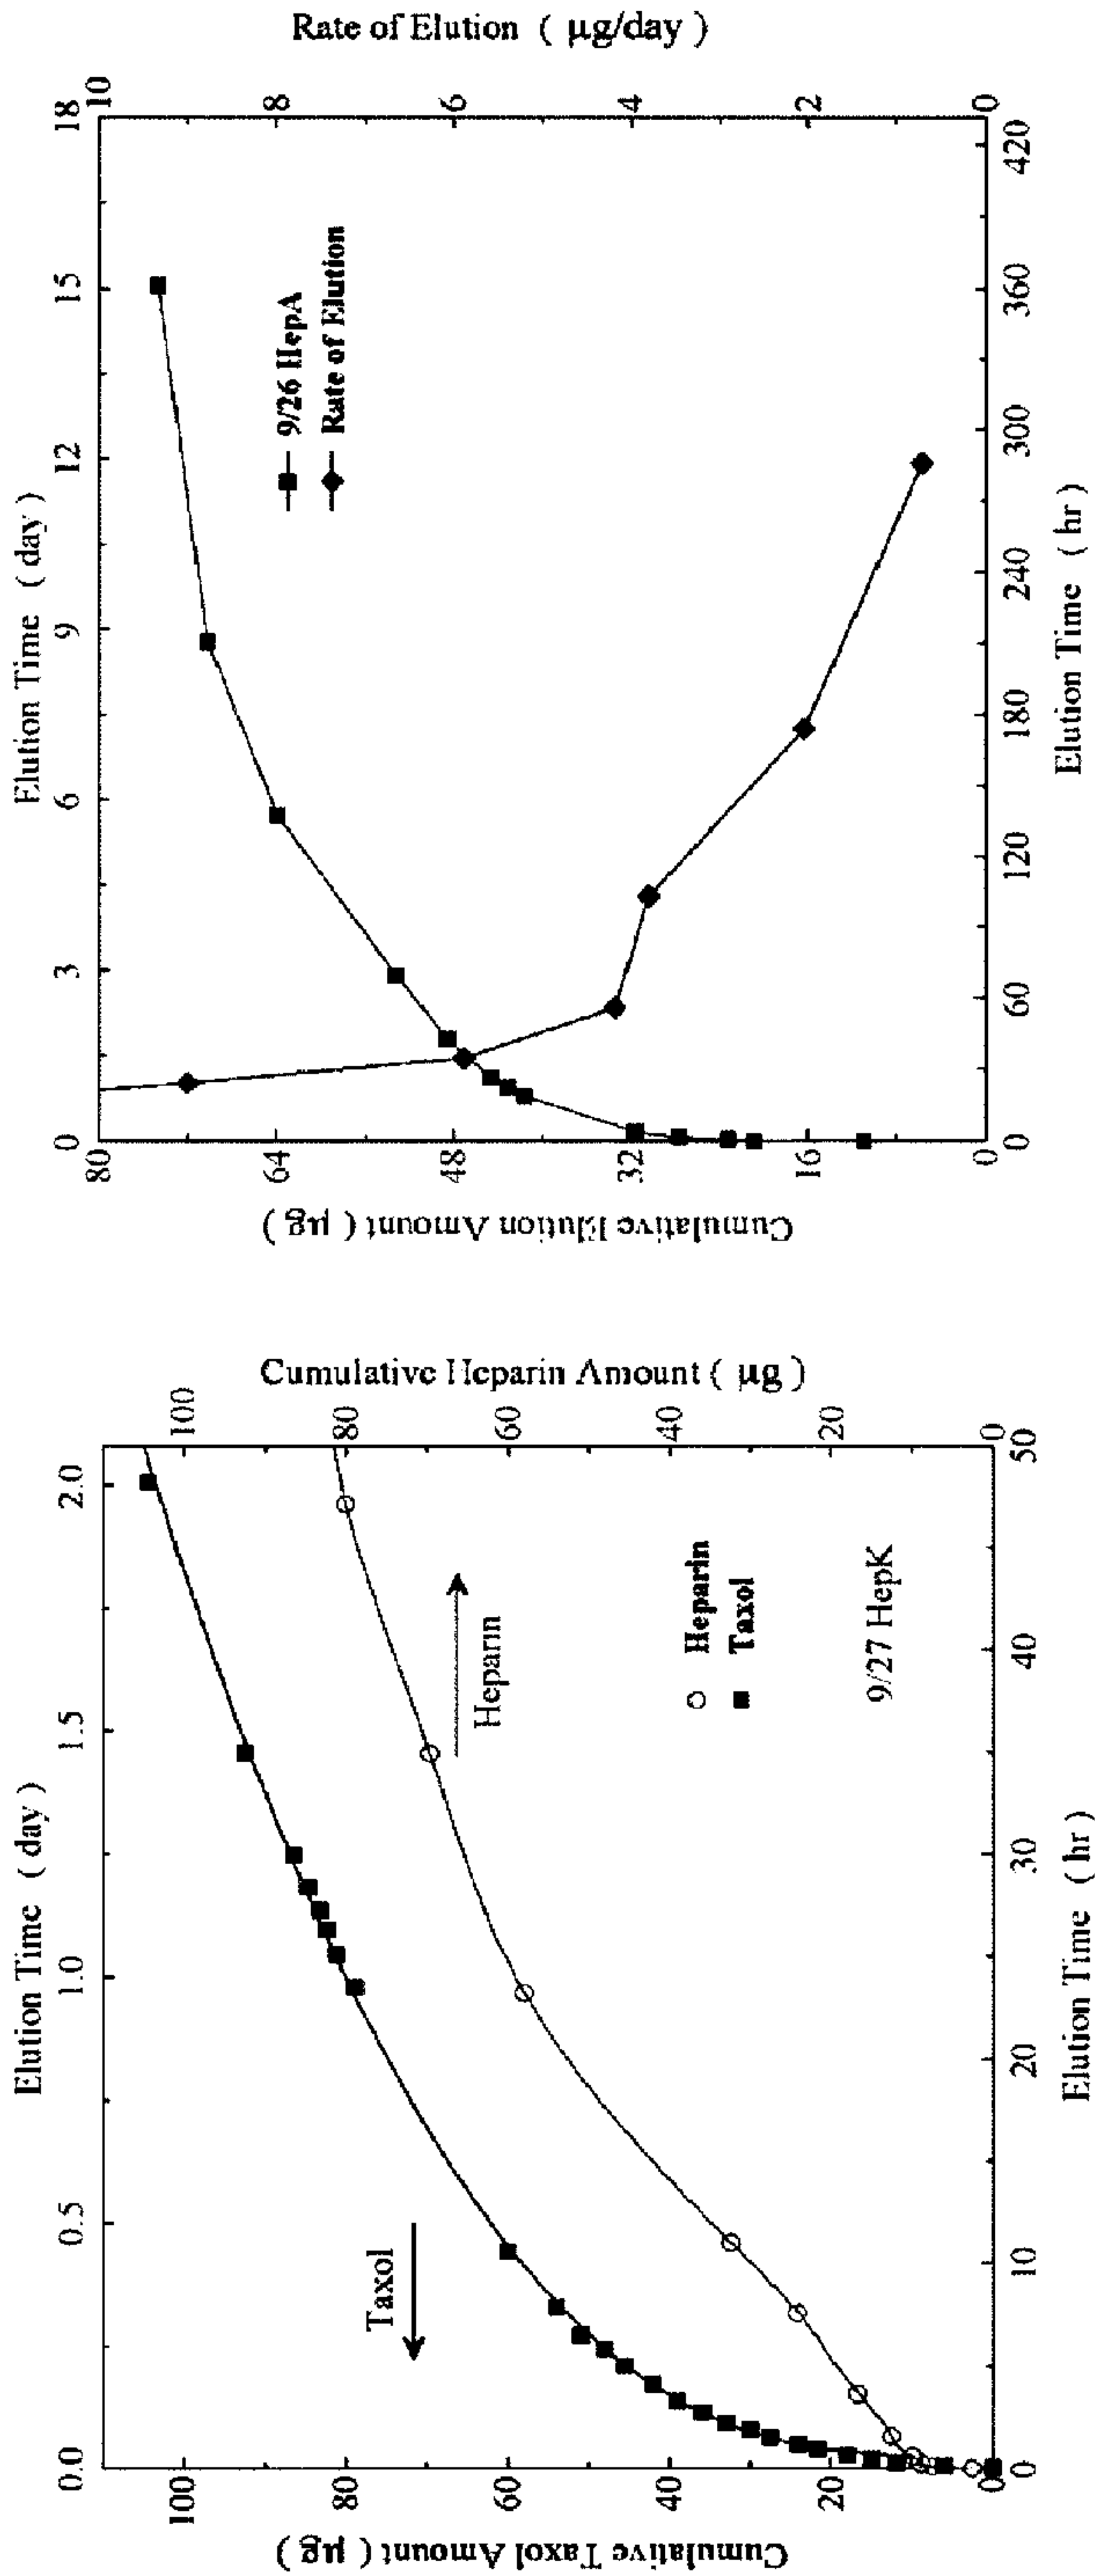 Elution Time ( day )
0.0 0.5 1.0 1.5 2.0
Cumulative Taxol Amount ( µg )
100
80
60
40
20
0
Cumulative Heparin Amount ( µg )
100
80
60
40
20
0
Taxol
Heparin
Heparin
Taxol
9/27 HepK
0 10 20 30 40 50
Elution Time ( hr )
Elution Time ( day )
0 3 6 9 12 15 18
Cumulative Elution Amount ( µg )
80
64
48
32
16
0
Rate of Elution ( µg/day )
10
8
6
4
2
0
9/26 HepA
Rate of Elution
0 60 120 180 240 300 360 420
Elution Time ( hr )